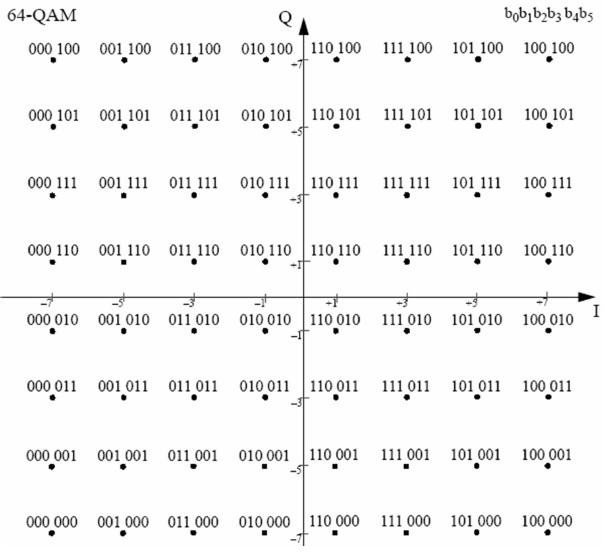 64-QAM Q b₀b₁b₂b₃ b₄b₅
000 100 001 100 011 100 010 100 110 100 111 100 101 100 100 100
+7
000 101 001 101 011 101 010 101 110 101 111 101 101 101 100 101
+5
000 111 001 111 011 111 010 111 110 111 111 111 101 111 100 111
+3
000 110 001 110 011 110 010 110 110 110 111 110 101 110 100 110
+1
–7 –5 –3 –1 +1 +3 +5 +7 I
000 010 001 010 011 010 010 010 110 010 111 010 101 010 100 010
–1
000 011 001 011 011 011 010 011 110 011 111 011 101 011 100 011
–3
000 001 001 001 011 001 010 001 110 001 111 001 101 001 100 001
–5
000 000 001 000 011 000 010 000 110 000 111 000 101 000 100 000
–7